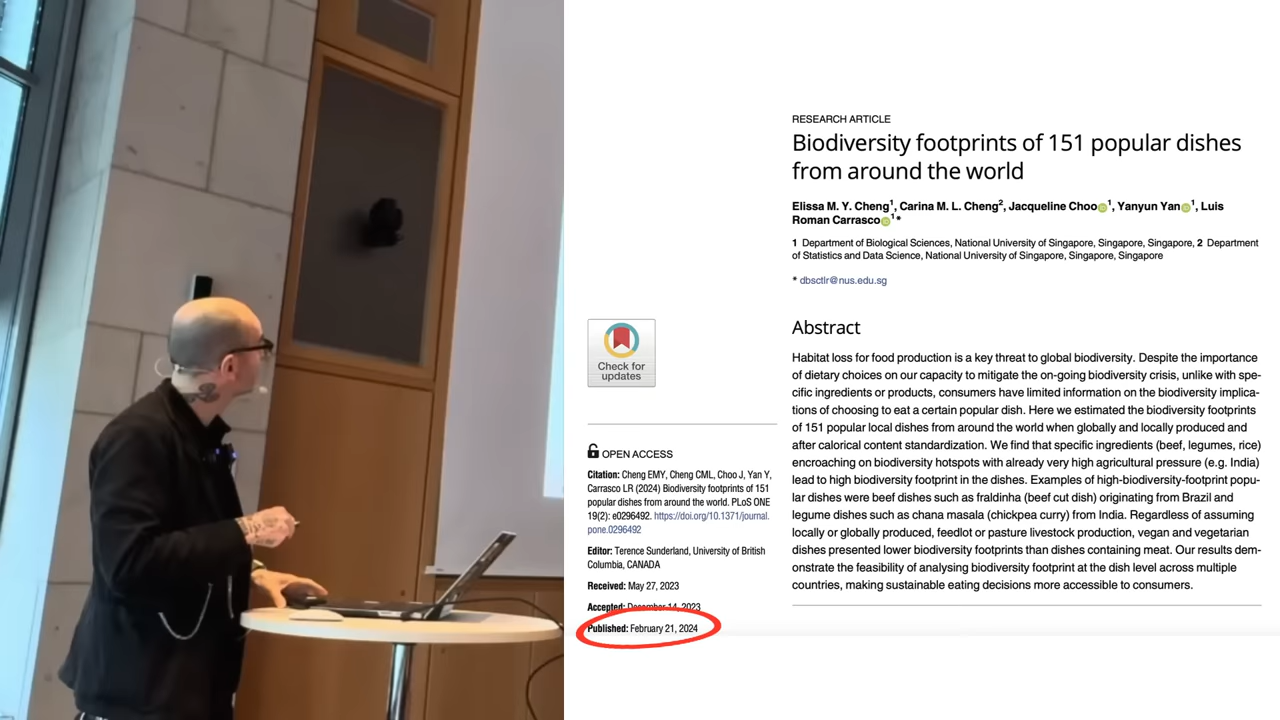 RESEARCH ARTICLE
Biodiversity footprints of 151 popular dishes
from around the world
Elissa M. Y. Cheng1, Carina M. L. Cheng2, Jacqueline Choo1, Yanyun Yan1, Luis
Roman Carrasco1*
1 Department of Biological Sciences, National University of Singapore, Singapore, Singapore, 2 Department
of Statistics and Data Science, National University of Singapore, Singapore, Singapore
* dbsctlr@nus.edu.sg
Abstract
Habitat loss for food production is a key threat to global biodiversity. Despite the importance
of dietary choices on our capacity to mitigate the on-going biodiversity crisis, unlike with spe-
cific ingredients or products, consumers have limited information on the biodiversity implica-
tions of choosing to eat a certain popular dish. Here we estimated the biodiversity footprints
of 151 popular local dishes from around the world when globally and locally produced and
after calorical content standardization. We find that specific ingredients (beef, legumes, rice)
encroaching on biodiversity hotspots with already very high agricultural pressure (e.g. India)
lead to high biodiversity footprint in the dishes. Examples of high-biodiversity-footprint popu-
lar dishes were beef dishes such as fraldinha (beef cut dish) originating from Brazil and
legume dishes such as chana masala (chickpea curry) from India. Regardless of assuming
locally or globally produced, feedlot or pasture livestock production, vegan and vegetarian
dishes presented lower biodiversity footprints than dishes containing meat. Our results dem-
onstrate the feasibility of analysing biodiversity footprint at the dish level across multiple
countries, making sustainable eating decisions more accessible to consumers.
Check for
updates
OPEN ACCESS
Citation: Cheng EMY, Cheng CML, Choo J, Yan Y,
Carrasco LR (2024) Biodiversity footprints of 151
popular dishes from around the world. PLoS ONE
19(2): e0296492. https://doi.org/10.1371/journal.
pone.0296492
Editor: Terence Sunderland, University of British
Columbia, CANADA
Received: May 27, 2023
Accepted: December 14, 2023
Published: February 21, 2024